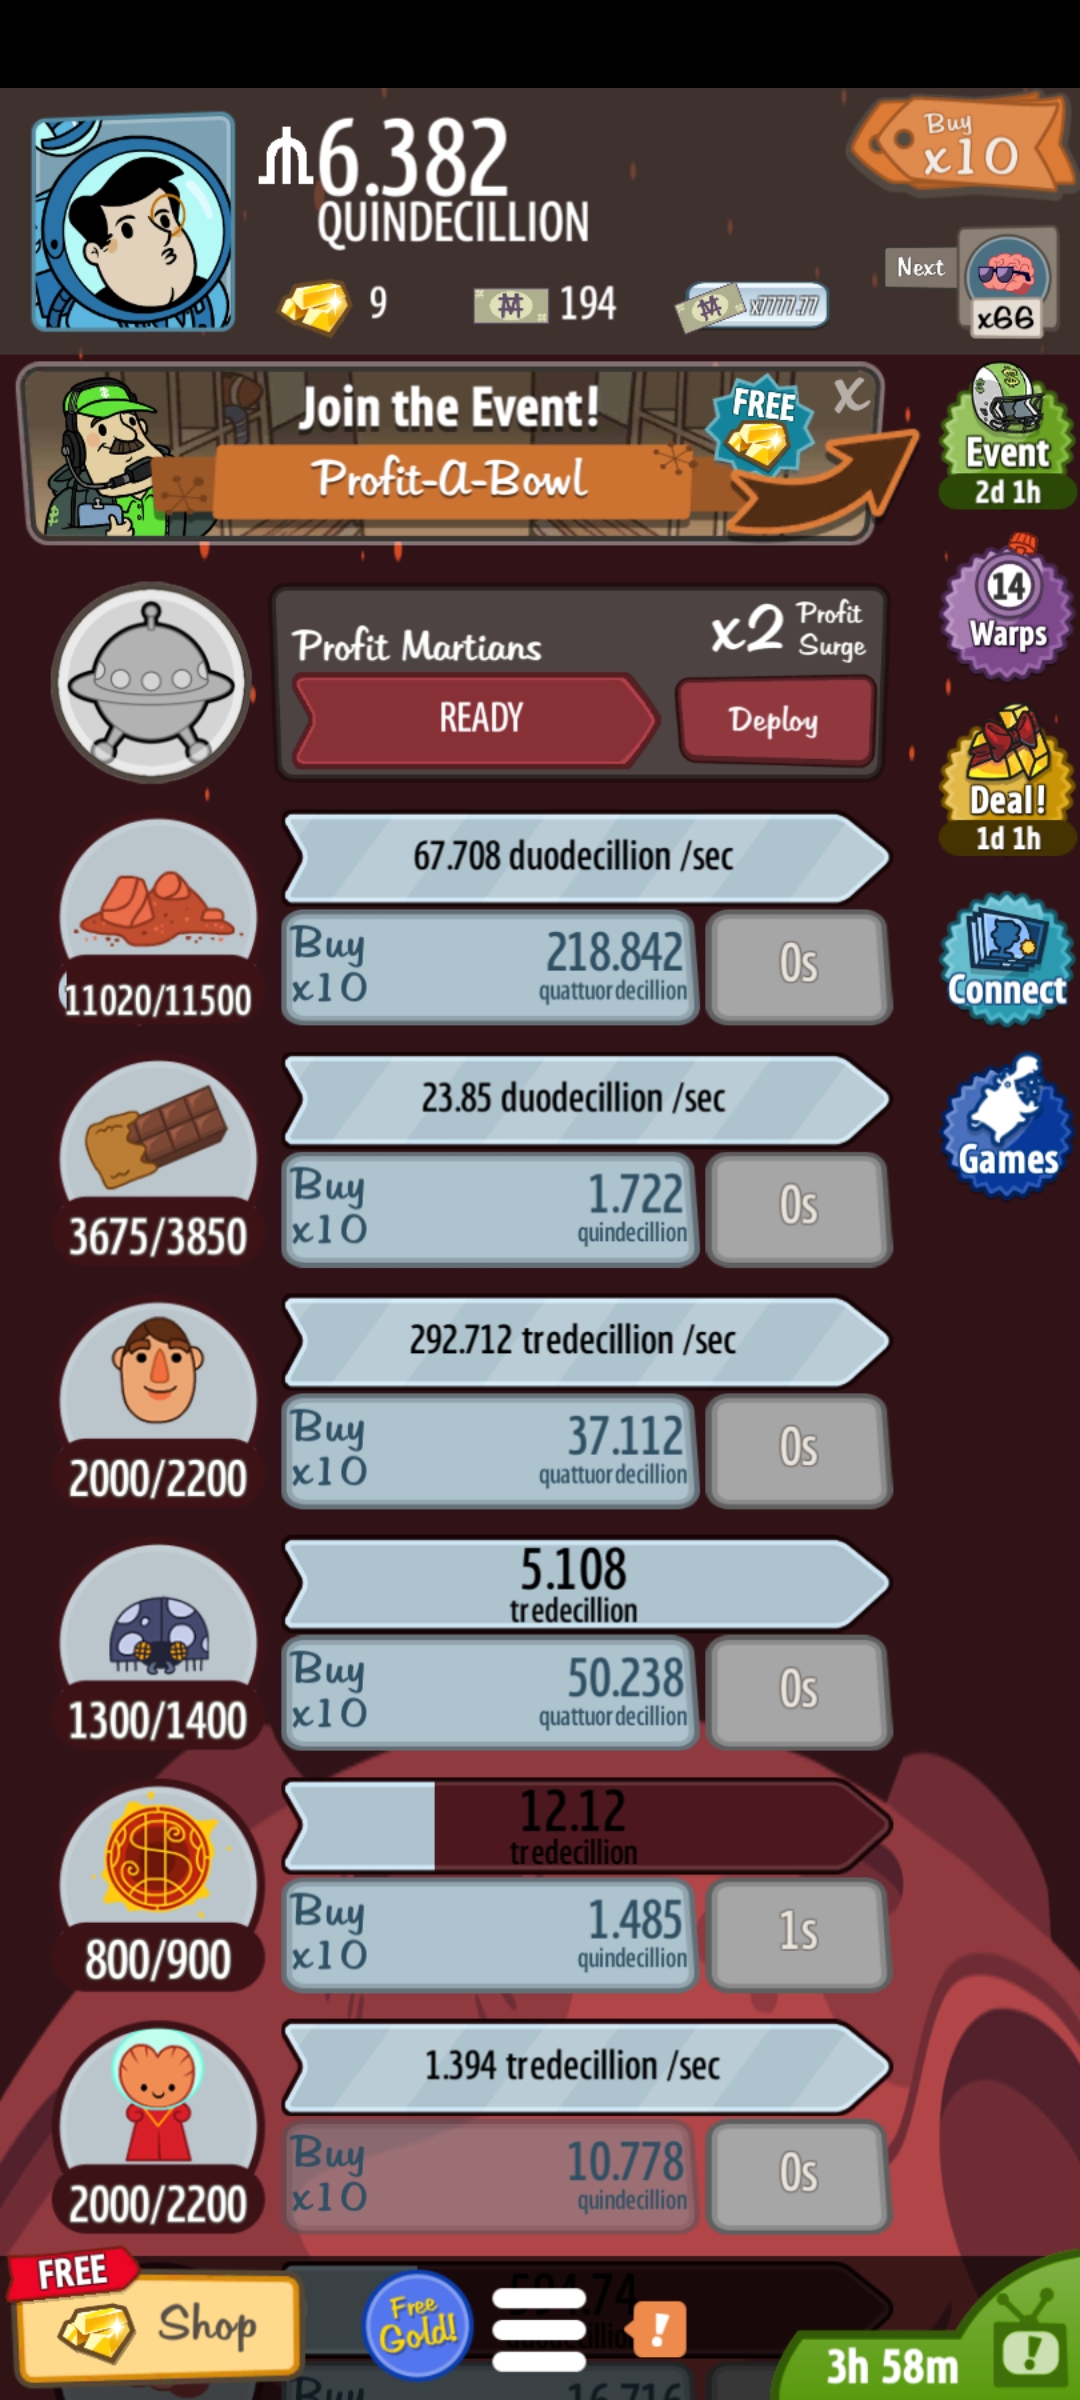 6.382
QUINDECILLION
Buy
x10
9
194
x7777.77
Next
x66
Join the Event!
Profit-A-Bowl
FREE
X
Event
2d 1h
14
Warps
Profit Martians
x2 Profit
Surge
READY
Deploy
Deal!
1d 1h
67.708 duodecillion /sec
Buy
x10
218.842
quattuordecillion
0s
11020/11500
Connect
23.85 duodecillion /sec
Buy
x10
1.722
quindecillion
0s
3675/3850
Games
292.712 tredecillion /sec
Buy
x10
37.112
quattuordecillion
0s
2000/2200
5.108
tredecillion
Buy
x10
50.238
quattuordecillion
0s
1300/1400
12.12
tredecillion
Buy
x10
1.485
quindecillion
1s
800/900
1.394 tredecillion /sec
Buy
x10
10.778
quindecillion
0s
2000/2200
FREE
Shop
Free
Gold!
!
3h 58m
!
Buy
16.716